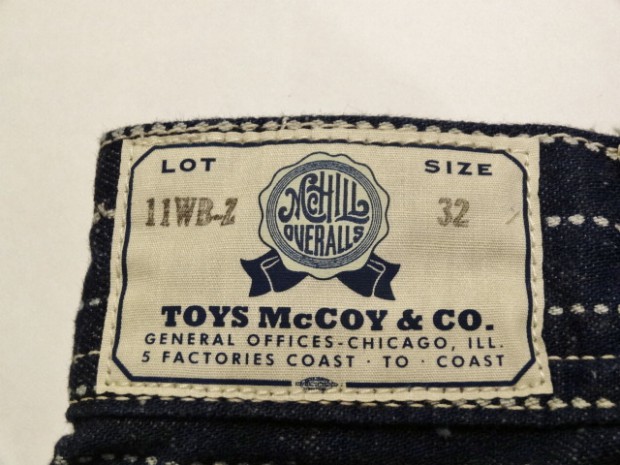 LOT
SIZE
11WB-Z
32
McHILL
OVERALLS
TOYS McCOY & CO.
GENERAL OFFICES-CHICAGO, ILL.
5 FACTORIES COAST · TO · COAST